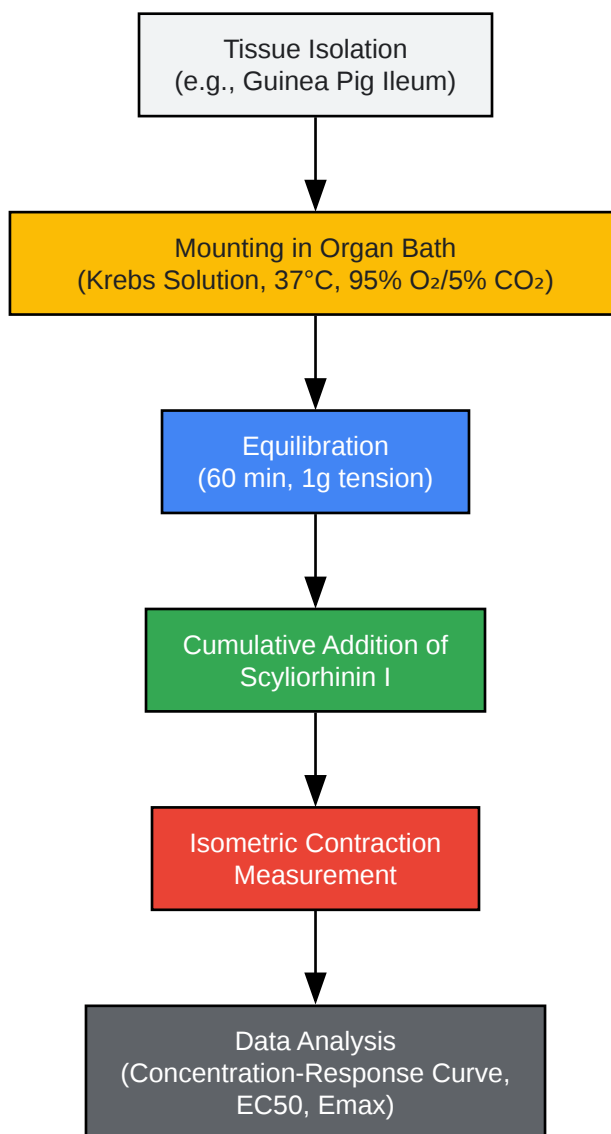 Tissue Isolation
(e.g., Guinea Pig Ileum)
Mounting in Organ Bath
(Krebs Solution, 37°C, 95% O₂/5% CO₂)
Equilibration
(60 min, 1g tension)
Cumulative Addition of
Scyliorhinin I
Isometric Contraction
Measurement
Data Analysis
(Concentration-Response Curve,
EC50, Emax)